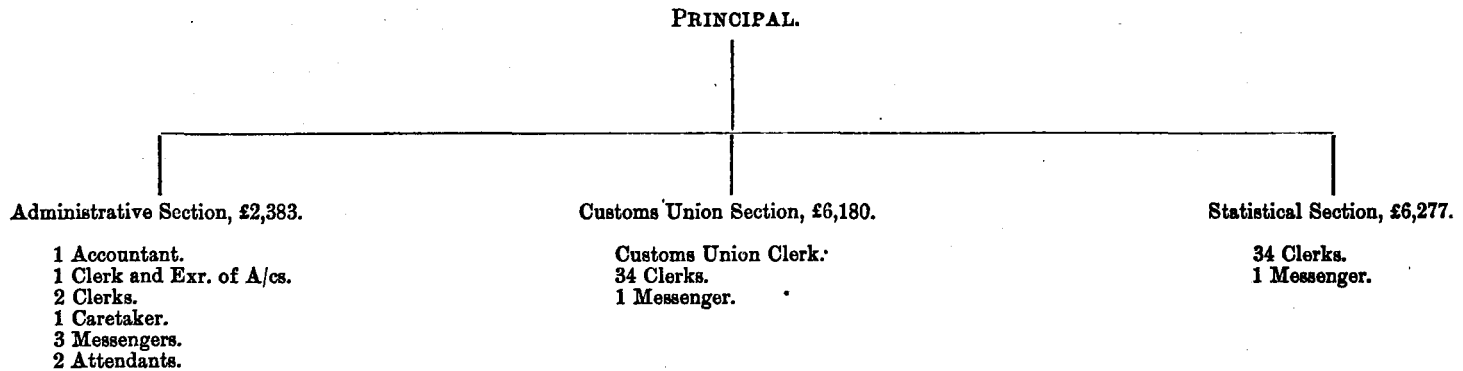 PRINCIPAL.
Administrative Section, £2,383.
1 Accountant.
1 Clerk and Exr. of A/cs.
2 Clerks.
1 Caretaker.
3 Messengers.
2 Attendants.
Customs Union Section, £6,180.
Customs Union Clerk.
34 Clerks.
1 Messenger.
Statistical Section, £6,277.
34 Clerks.
1 Messenger.